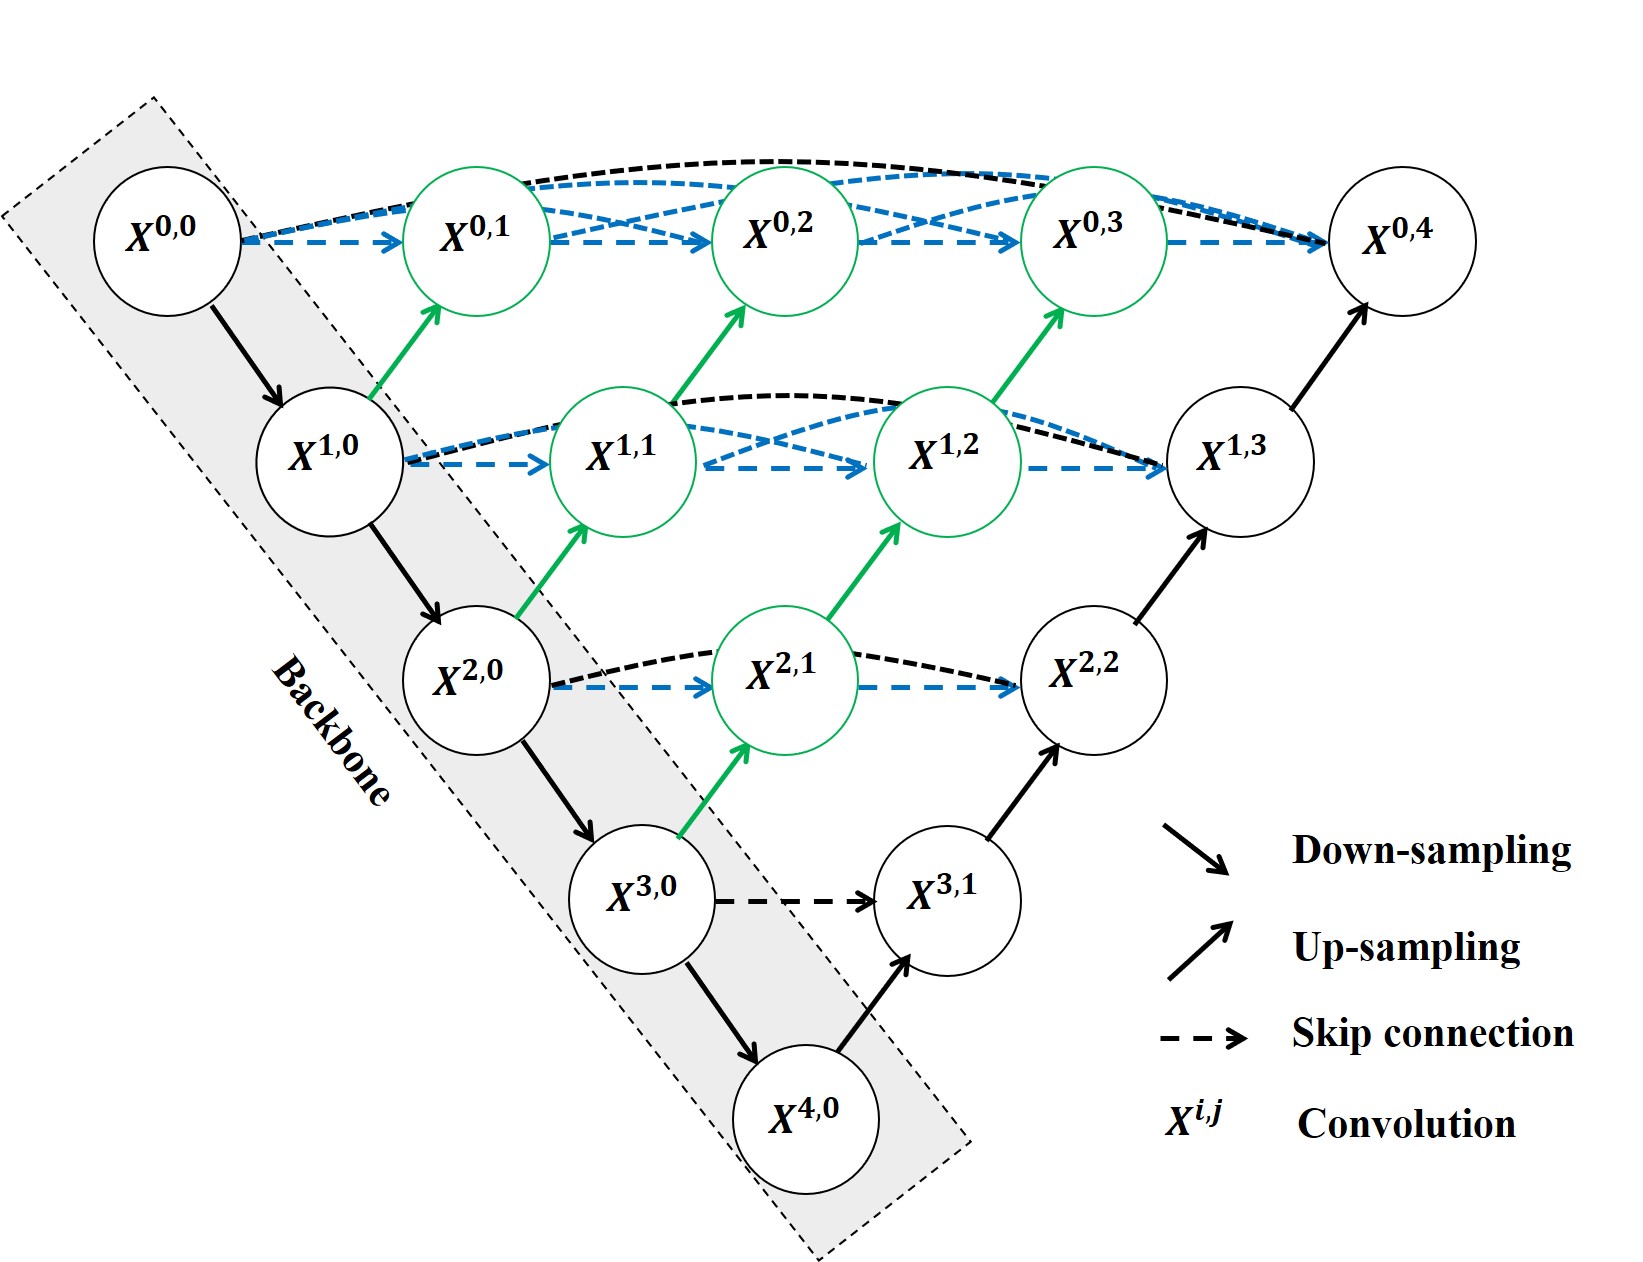 X^{0,0}
X^{0,1}
X^{0,2}
X^{0,3}
X^{0,4}
X^{1,0}
X^{1,1}
X^{1,2}
X^{1,3}
X^{2,0}
X^{2,1}
X^{2,2}
Backbone
X^{3,0}
X^{3,1}
X^{4,0}
Down-sampling
Up-sampling
Skip connection
X^{i,j} Convolution